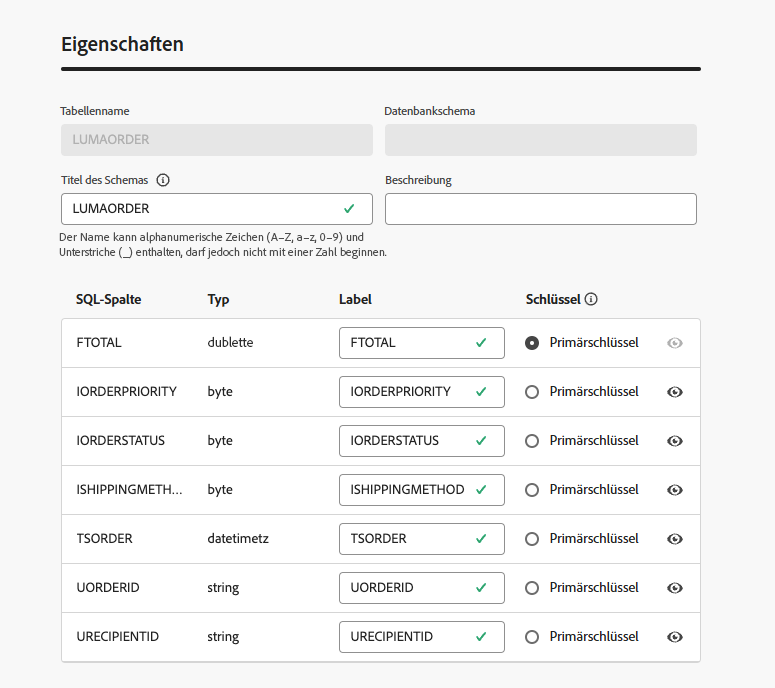 Eigenschaften
Tabellenname Datenbankschema
LUMAORDER
Titel des Schemas Beschreibung
LUMAORDER
Der Name kann alphanumerische Zeichen (A–Z, a–z, 0–9) und
Unterstriche (_) enthalten, darf jedoch nicht mit einer Zahl beginnen.
SQL-Spalte Typ Label Schlüssel
FTOTAL dublette FTOTAL Primärschlüssel
IORDERPRIORITY byte IORDERPRIORITY Primärschlüssel
IORDERSTATUS byte IORDERSTATUS Primärschlüssel
ISHIPPINGMETH... byte ISHIPPINGMETHOD Primärschlüssel
TSORDER datetimetz TSORDER Primärschlüssel
UORDERID string UORDERID Primärschlüssel
URECIPIENTID string URECIPIENTID Primärschlüssel